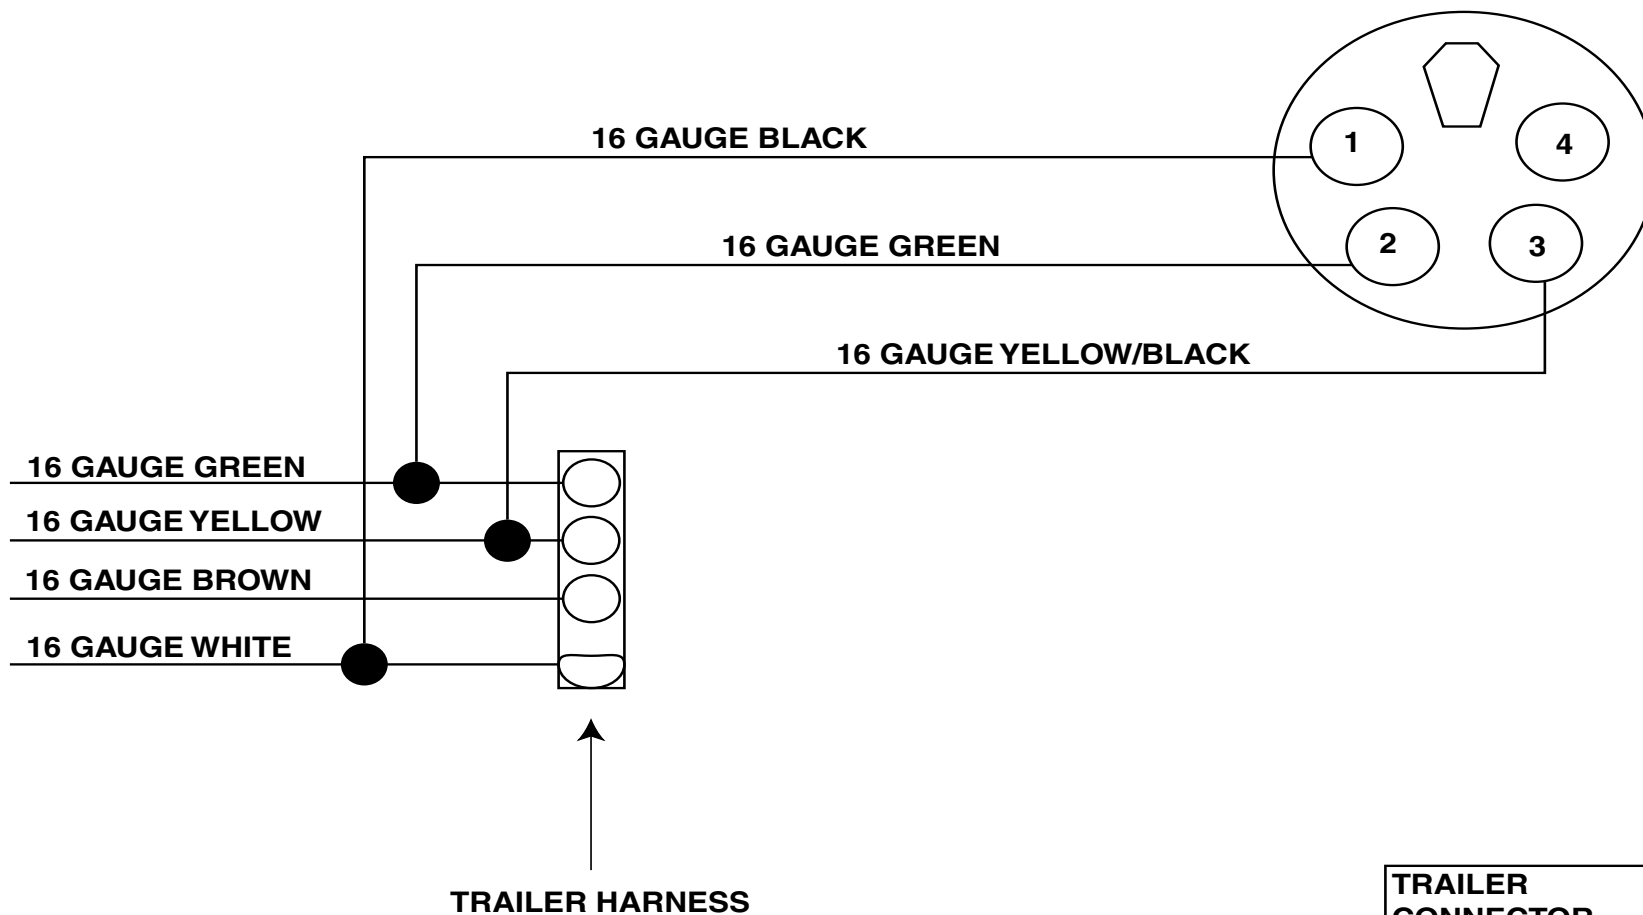 16 GAUGE BLACK
1
4
16 GAUGE GREEN
2
3
16 GAUGE YELLOW/BLACK
16 GAUGE GREEN
16 GAUGE YELLOW
16 GAUGE BROWN
16 GAUGE WHITE
TRAILER HARNESS
TRAILER
CONNECTOR